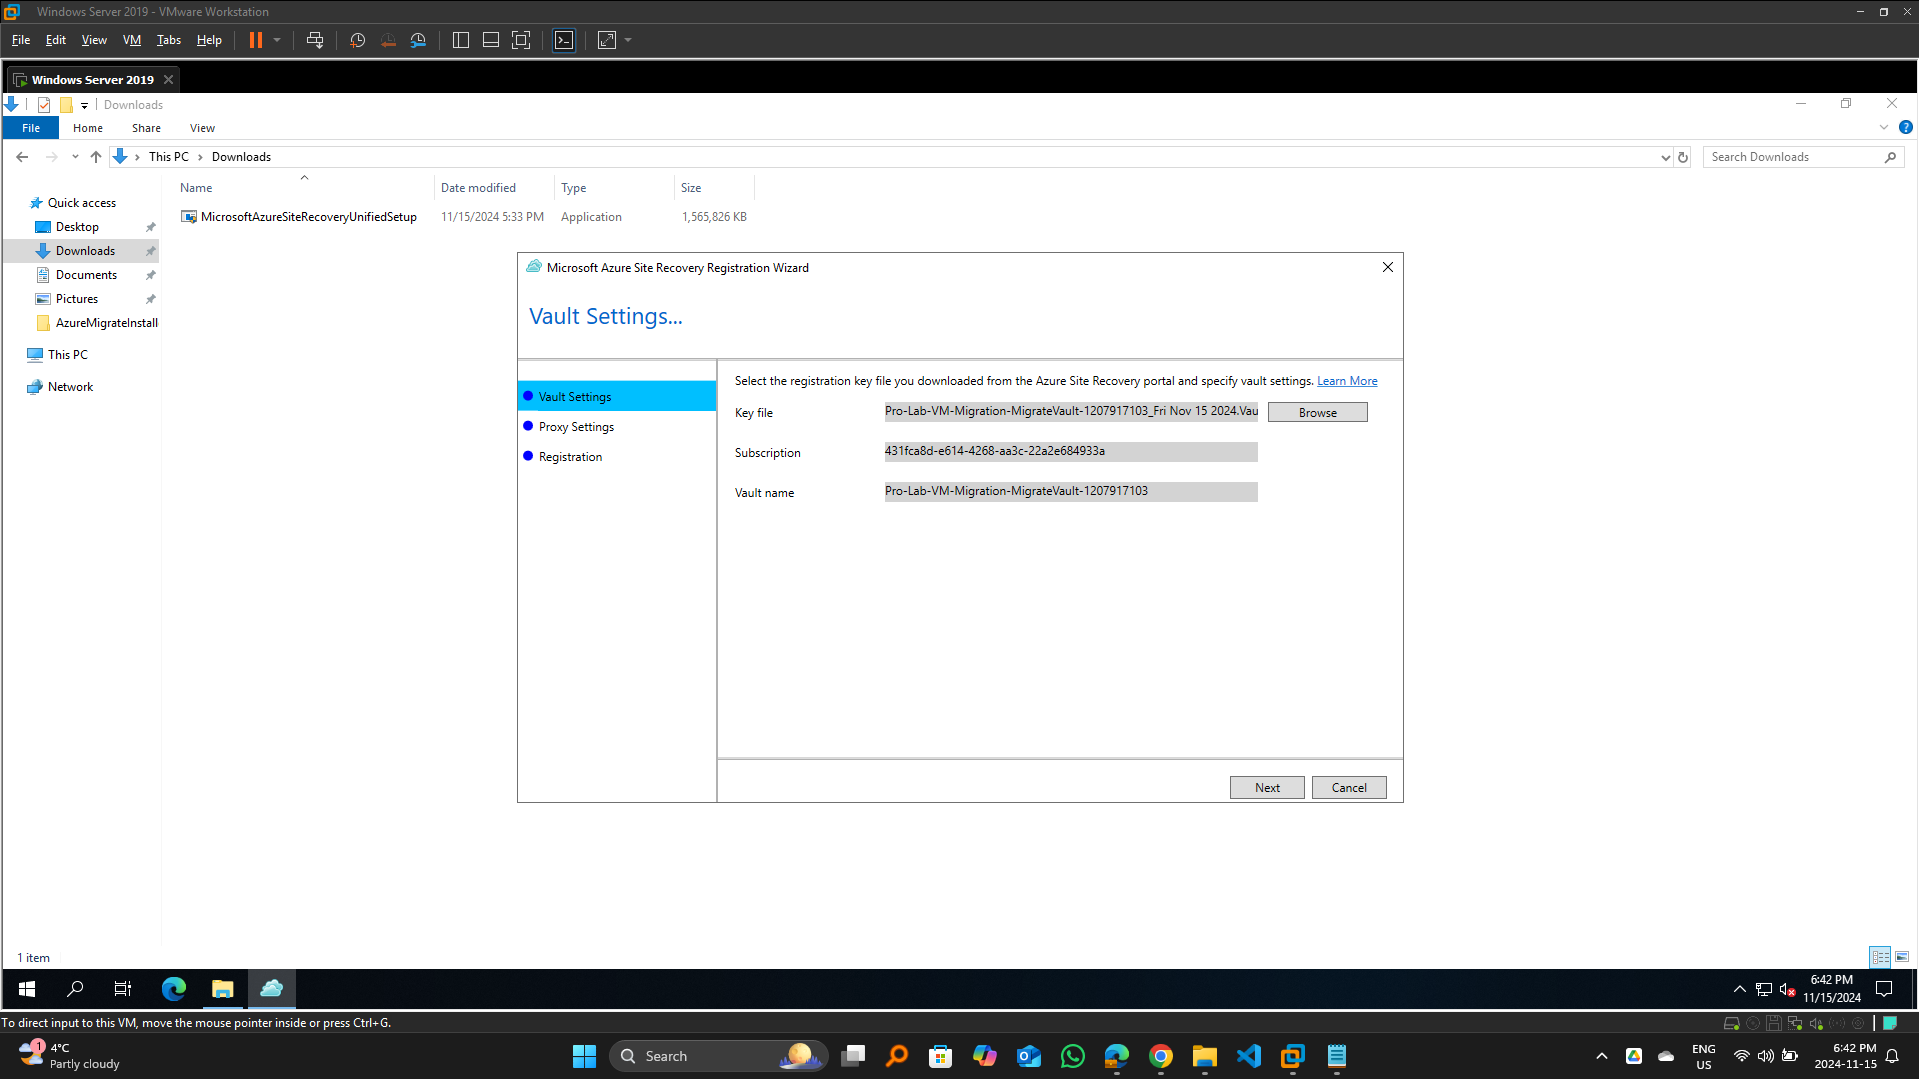 Windows Server 2019 - VMware Workstation
File Edit View VM Tabs Help
Windows Server 2019
Downloads
File Home Share View
This PC Downloads
Search Downloads
Name Date modified Type Size
MicrosoftAzureSiteRecoveryUnifiedSetup 11/15/2024 5:33 PM Application 1,565,826 KB
Quick access
Desktop
Downloads
Documents
Pictures
AzureMigrateInstall
This PC
Network
Microsoft Azure Site Recovery Registration Wizard
Vault Settings...
Vault Settings
Proxy Settings
Registration
Select the registration key file you downloaded from the Azure Site Recovery portal and specify vault settings. Learn More
Key file Pro-Lab-VM-Migration-MigrateVault-1207917103_Fri Nov 15 2024.Vau Browse
Subscription 431fca8d-e614-4268-aa3c-22a2e684933a
Vault name Pro-Lab-VM-Migration-MigrateVault-1207917103
Next Cancel
1 item
6:42 PM
11/15/2024
To direct input to this VM, move the mouse pointer inside or press Ctrl+G.
1
4°C
Partly cloudy
Search
ENG
US
6:42 PM
2024-11-15